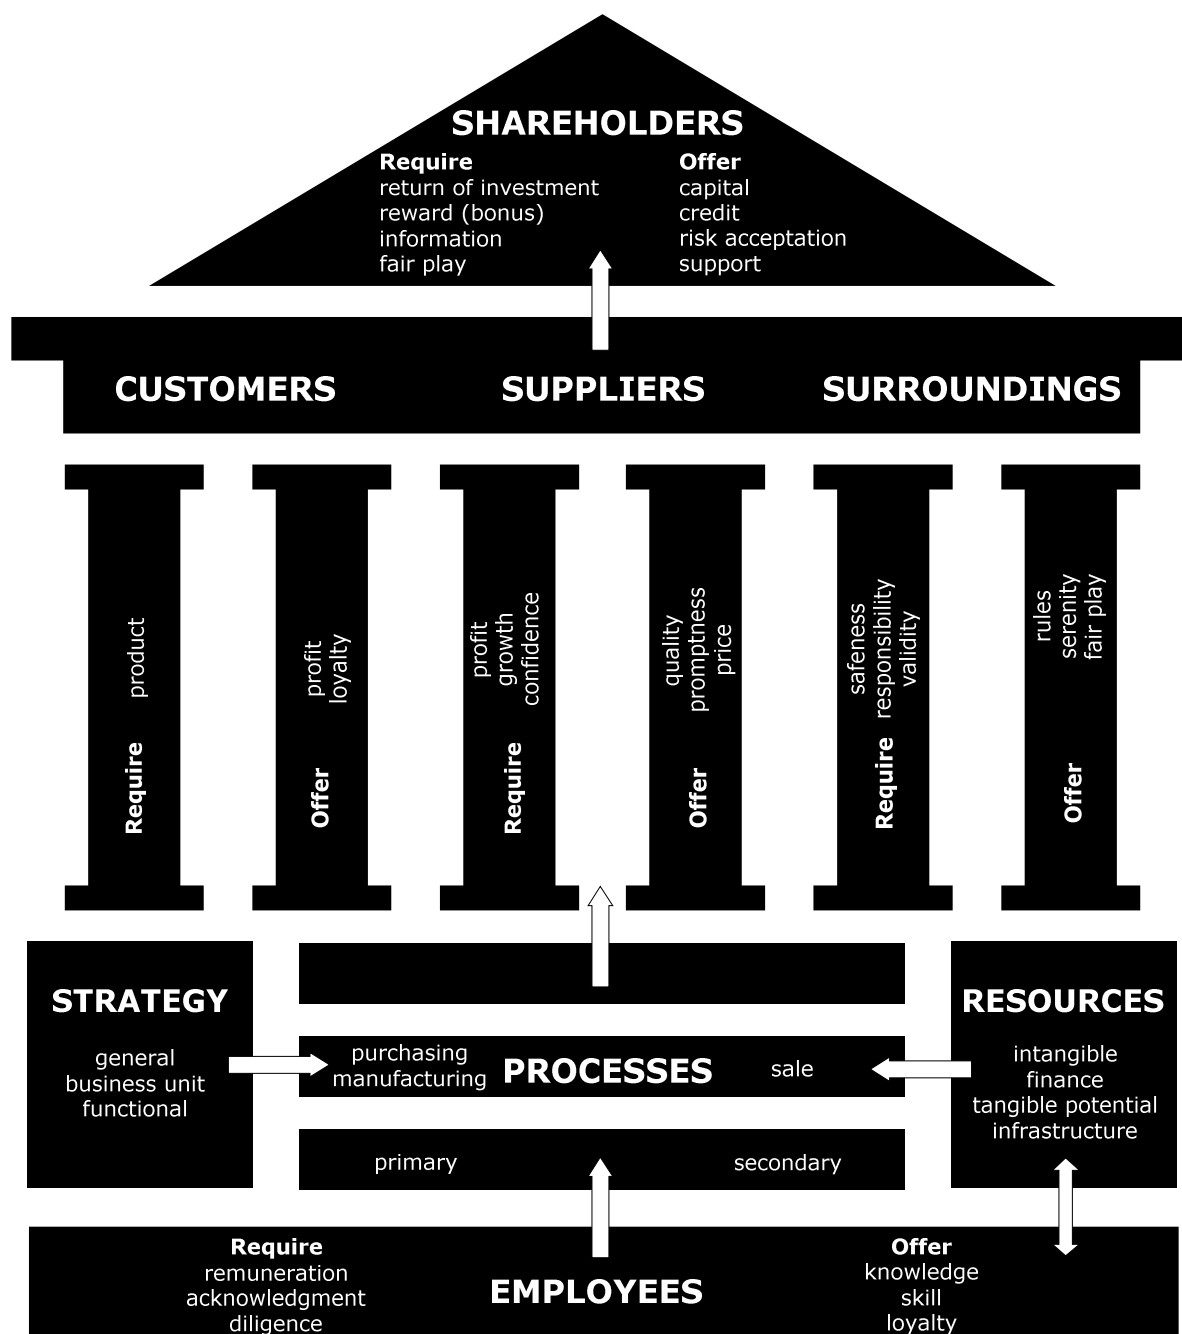 SHAREHOLDERS
Require
return of investment
reward (bonus)
information
fair play
Offer
capital
credit
risk acceptation
support
CUSTOMERS
SUPPLIERS
SURROUNDINGS
Require
product
Offer
profit
loyalty
Require
profit
growth
confidence
Offer
quality
promptness
price
Require
safeness
responsibility
validity
Offer
rules
serenity
fair play
STRATEGY
general
business unit
functional
purchasing
manufacturing
PROCESSES
sale
primary
secondary
RESOURCES
intangible
finance
tangible potential
infrastructure
Require
remuneration
acknowledgment
diligence
EMPLOYEES
Offer
knowledge
skill
loyalty